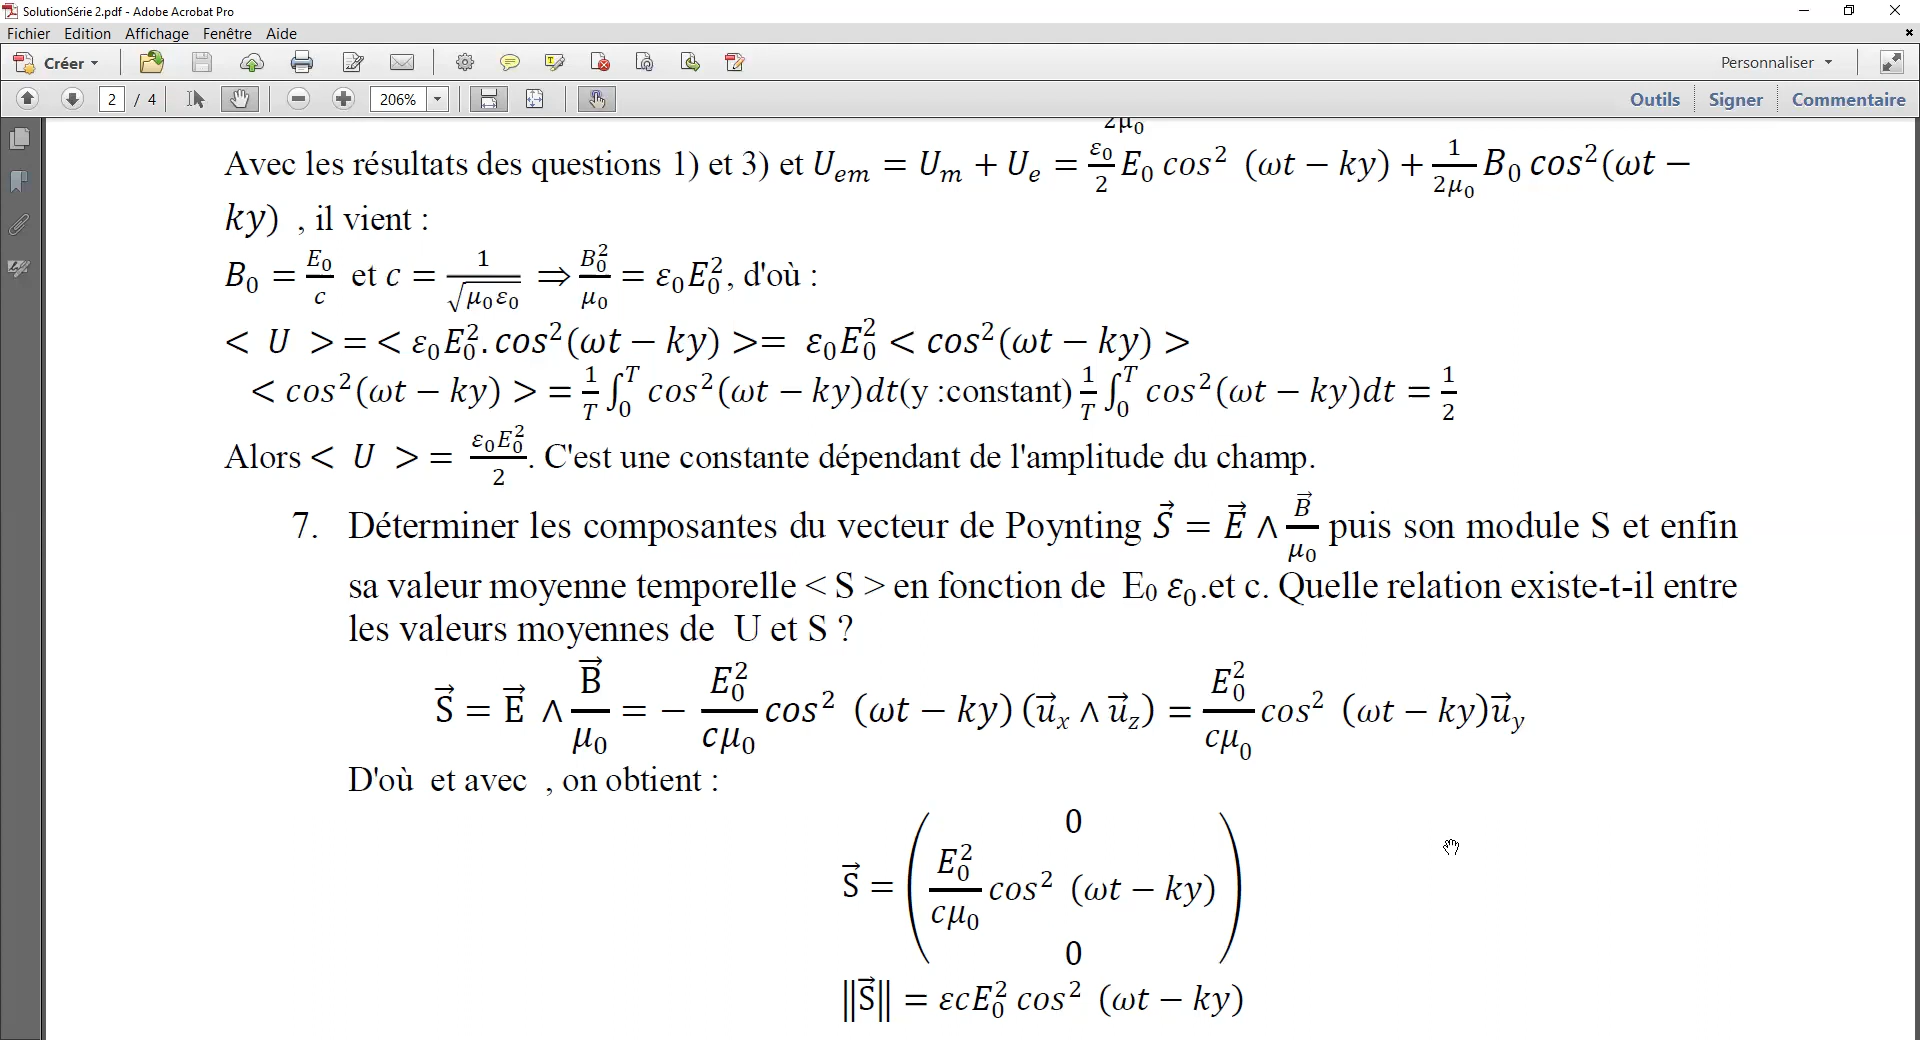 SolutionSérie 2.pdf - Adobe Acrobat Pro
Fichier Edition Affichage Fenêtre Aide
Créer Personnaliser
2 / 4 206% Outils Signer Commentaire
2μ₀
Avec les résultats des questions 1) et 3) et U_em = U_m + U_e = ε₀/2 E₀ cos² (ωt − ky) + 1/2μ₀ B₀ cos²(ωt −
ky) , il vient :
B₀ = E₀/c et c = 1/√μ₀ε₀ ⟹ B₀²/μ₀ = ε₀E₀², d'où :
< U > = < ε₀E₀².cos²(ωt − ky) >= ε₀E₀² < cos²(ωt − ky) >
< cos²(ωt − ky) > = 1/T ∫₀ᵀ cos²(ωt − ky)dt(y :constant) 1/T ∫₀ᵀ cos²(ωt − ky)dt = 1/2
Alors < U > = ε₀E₀²/2. C'est une constante dépendant de l'amplitude du champ.
7. Déterminer les composantes du vecteur de Poynting S⃗ = E⃗ ∧ B⃗/μ₀ puis son module S et enfin
sa valeur moyenne temporelle < S > en fonction de E₀ ε₀.et c. Quelle relation existe-t-il entre
les valeurs moyennes de U et S ?
S⃗ = E⃗ ∧ B⃗/μ₀ = − E₀²/cμ₀ cos² (ωt − ky) (u⃗ₓ ∧ u⃗_z) = E₀²/cμ₀ cos² (ωt − ky)u⃗_y
D'où et avec , on obtient :
0
S⃗ = ( E₀²/cμ₀ cos² (ωt − ky) )
0
‖S⃗‖ = εcE₀² cos² (ωt − ky)